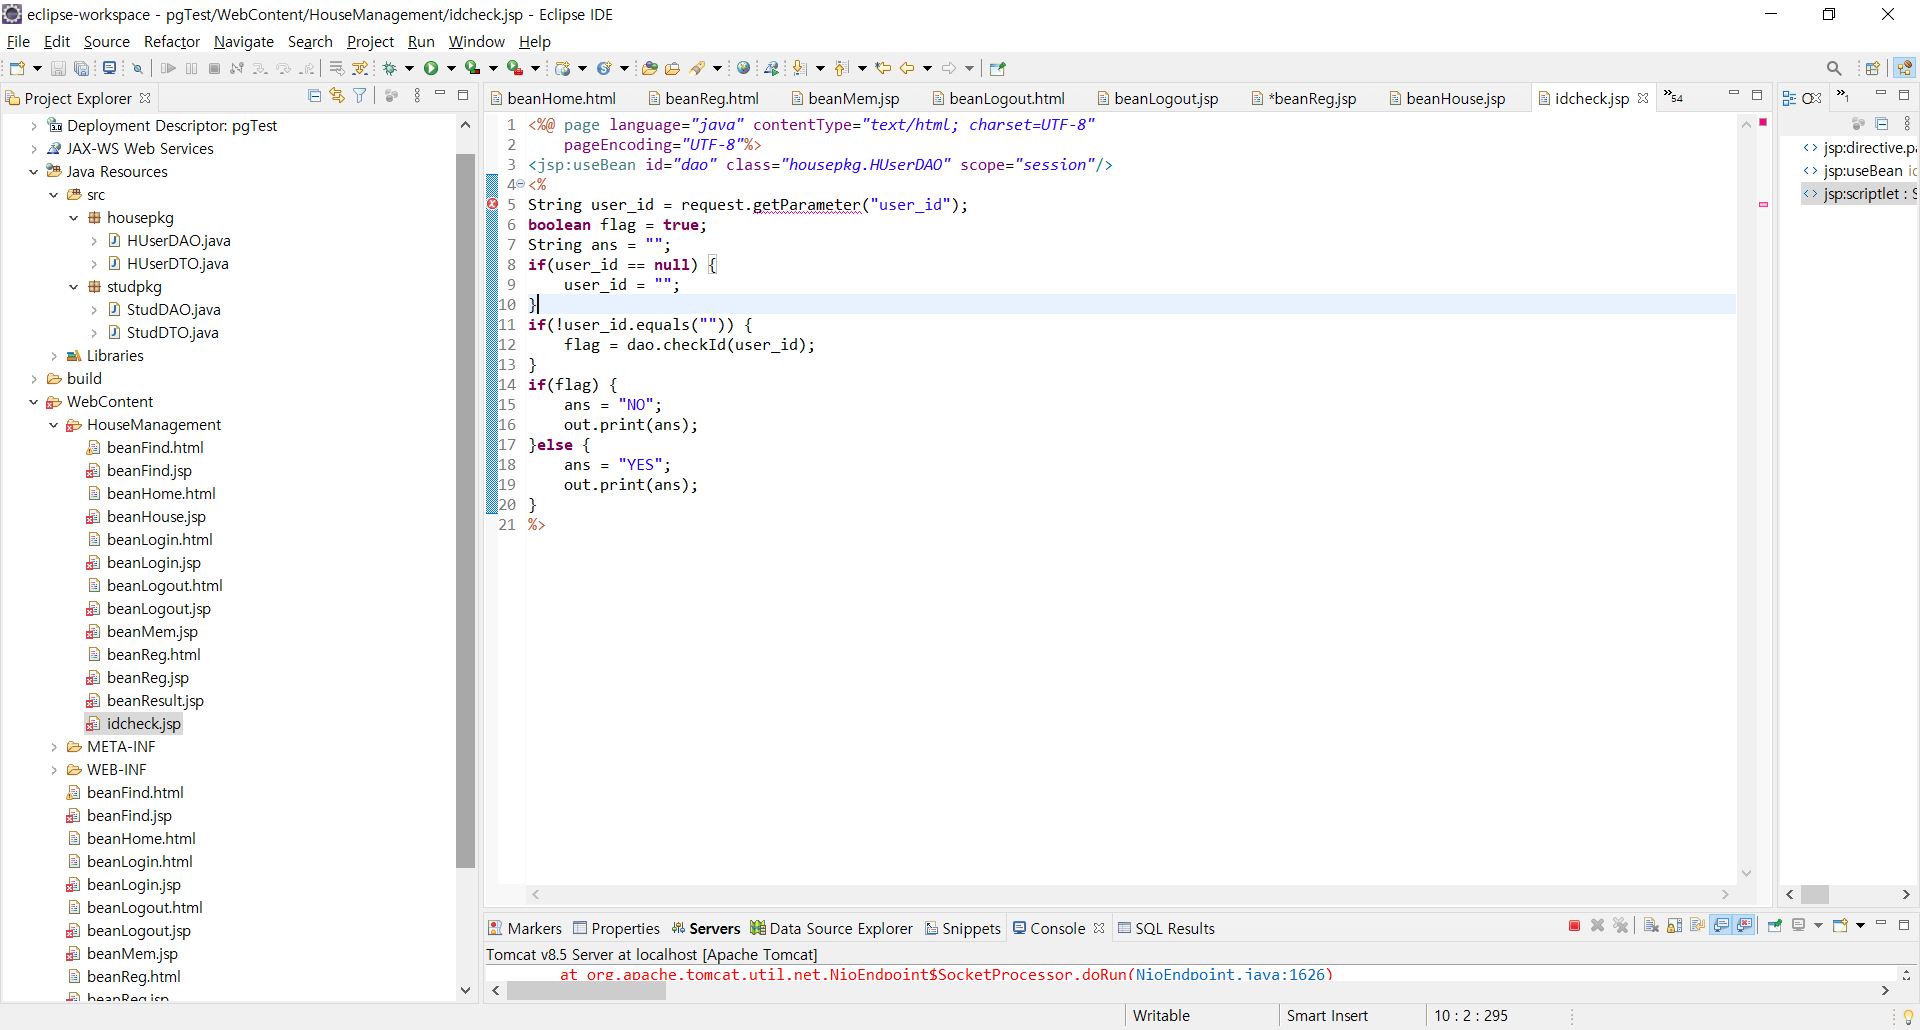 eclipse-workspace - pgTest/WebContent/HouseManagement/idcheck.jsp - Eclipse IDE
File Edit Source Refactor Navigate Search Project Run Window Help
Project Explorer
Deployment Descriptor: pgTest
JAX-WS Web Services
Java Resources
src
housepkg
HUserDAO.java
HUserDTO.java
studpkg
StudDAO.java
StudDTO.java
Libraries
build
WebContent
HouseManagement
beanFind.html
beanFind.jsp
beanHome.html
beanHouse.jsp
beanLogin.html
beanLogin.jsp
beanLogout.html
beanLogout.jsp
beanMem.jsp
beanReg.html
beanReg.jsp
beanResult.jsp
idcheck.jsp
META-INF
WEB-INF
beanFind.html
beanFind.jsp
beanHome.html
beanLogin.html
beanLogin.jsp
beanLogout.html
beanLogout.jsp
beanMem.jsp
beanReg.html
beanReg.jsp
beanHome.html beanReg.html beanMem.jsp beanLogout.html beanLogout.jsp *beanReg.jsp beanHouse.jsp idcheck.jsp »54
1 <%@ page language="java" contentType="text/html; charset=UTF-8"
2     pageEncoding="UTF-8"%>
3 <jsp:useBean id="dao" class="housepkg.HUserDAO" scope="session"/>
4 <%
5 String user_id = request.getParameter("user_id");
6 boolean flag = true;
7 String ans = "";
8 if(user_id == null) {
9     user_id = "";
10 }
11 if(!user_id.equals("")) {
12     flag = dao.checkId(user_id);
13 }
14 if(flag) {
15     ans = "NO";
16     out.print(ans);
17 }else {
18     ans = "YES";
19     out.print(ans);
20 }
21 %>
»1
jsp:directive.pa
jsp:useBean id
jsp:scriptlet : S
Markers Properties Servers Data Source Explorer Snippets Console SQL Results
Tomcat v8.5 Server at localhost [Apache Tomcat]
at org.apache.tomcat.util.net.NioEndpoint$SocketProcessor.doRun(NioEndpoint.java:1626)
Writable Smart Insert 10 : 2 : 295